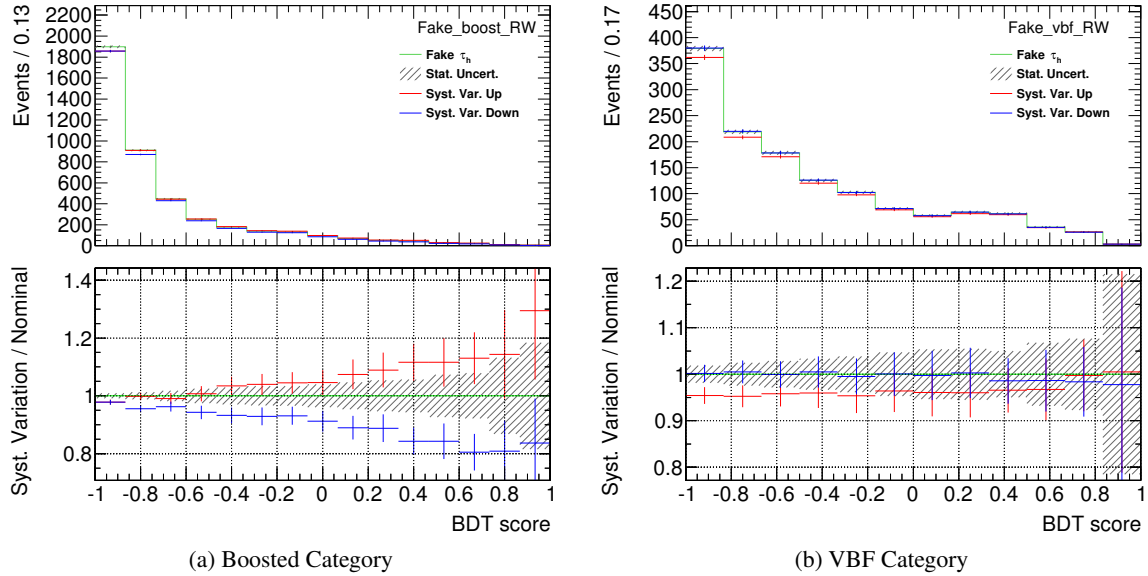 Events / 0.13
2000
1800
1600
1400
1200
1000
800
600
400
200
0
Fake_boost_RW
Fake τh
Stat. Uncert.
Syst. Var. Up
Syst. Var. Down
Syst. Variation / Nominal
1.4
1.2
1
0.8
-1 -0.8 -0.6 -0.4 -0.2 0 0.2 0.4 0.6 0.8 1
BDT score
(a) Boosted Category
Events / 0.17
450
400
350
300
250
200
150
100
50
0
Fake_vbf_RW
Fake τh
Stat. Uncert.
Syst. Var. Up
Syst. Var. Down
Syst. Variation / Nominal
1.2
1.1
1
0.9
0.8
-1 -0.8 -0.6 -0.4 -0.2 0 0.2 0.4 0.6 0.8 1
BDT score
(b) VBF Category